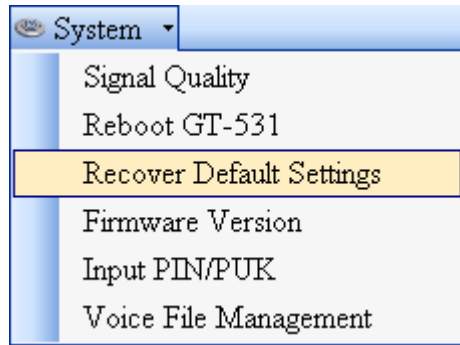 System
Signal Quality
Reboot GT-531
Recover Default Settings
Firmware Version
Input PIN/PUK
Voice File Management